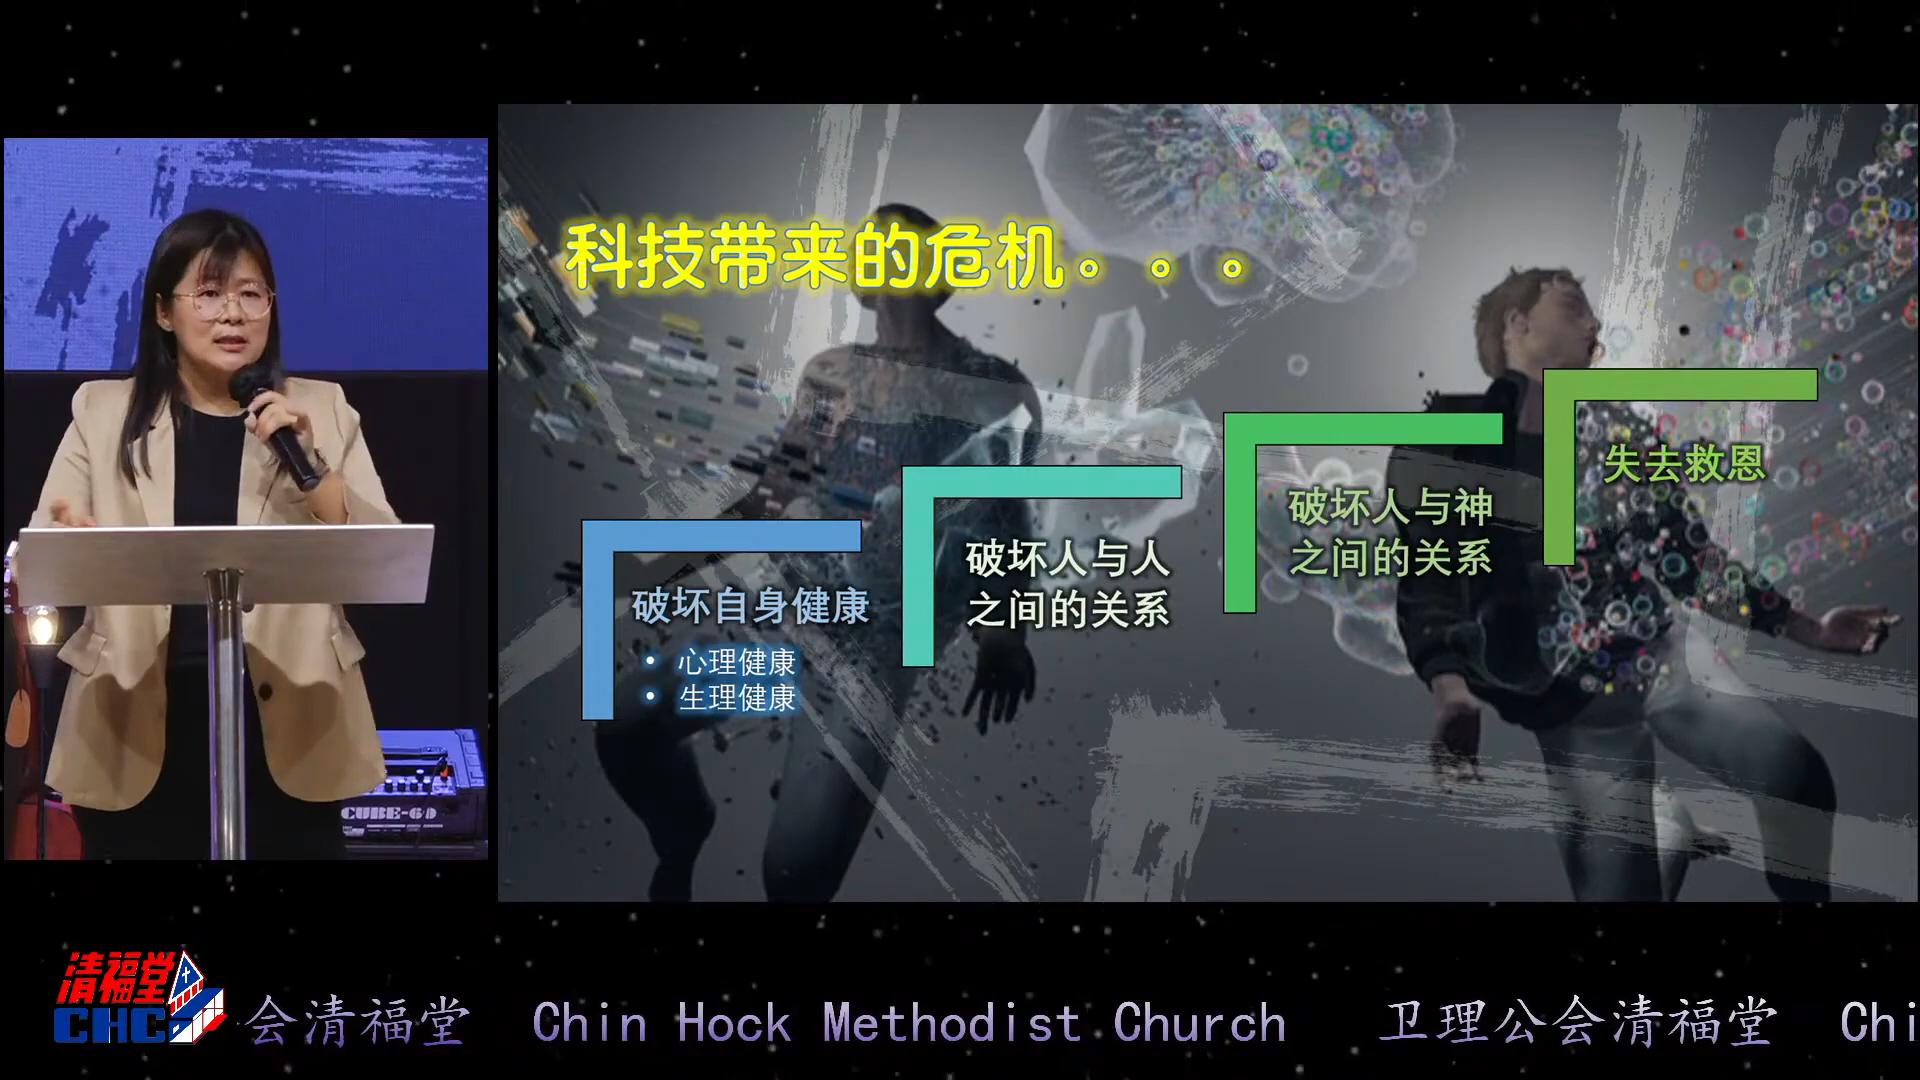 科技带来的危机。。。
破坏自身健康
• 心理健康
• 生理健康
破坏人与人
之间的关系
破坏人与神
之间的关系
失去救恩
CUBE-60
清福堂
CHC
会清福堂 Chin Hock Methodist Church 卫理公会清福堂 Chi